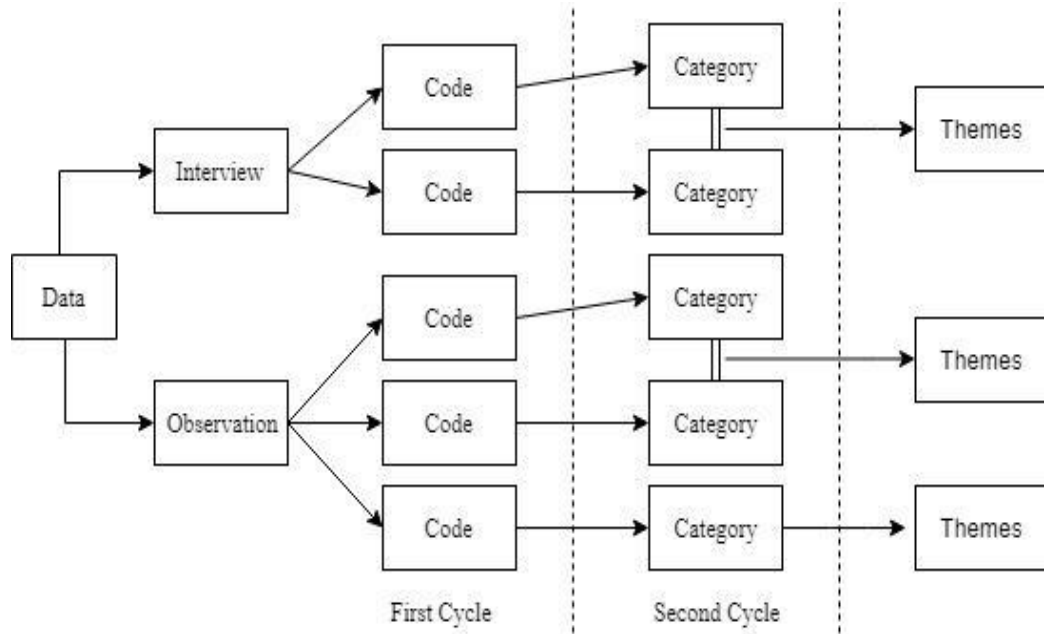 Code
Category
Themes
Interview
Code
Category
Data
Code
Category
Themes
Observation
Code
Category
Code
Category
Themes
First Cycle
Second Cycle